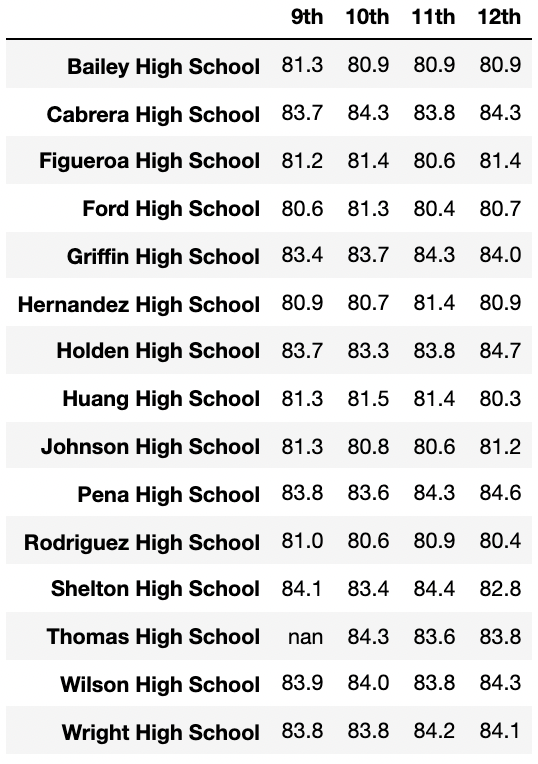 9th 10th 11th 12th
Bailey High School 81.3 80.9 80.9 80.9
Cabrera High School 83.7 84.3 83.8 84.3
Figueroa High School 81.2 81.4 80.6 81.4
Ford High School 80.6 81.3 80.4 80.7
Griffin High School 83.4 83.7 84.3 84.0
Hernandez High School 80.9 80.7 81.4 80.9
Holden High School 83.7 83.3 83.8 84.7
Huang High School 81.3 81.5 81.4 80.3
Johnson High School 81.3 80.8 80.6 81.2
Pena High School 83.8 83.6 84.3 84.6
Rodriguez High School 81.0 80.6 80.9 80.4
Shelton High School 84.1 83.4 84.4 82.8
Thomas High School nan 84.3 83.6 83.8
Wilson High School 83.9 84.0 83.8 84.3
Wright High School 83.8 83.8 84.2 84.1